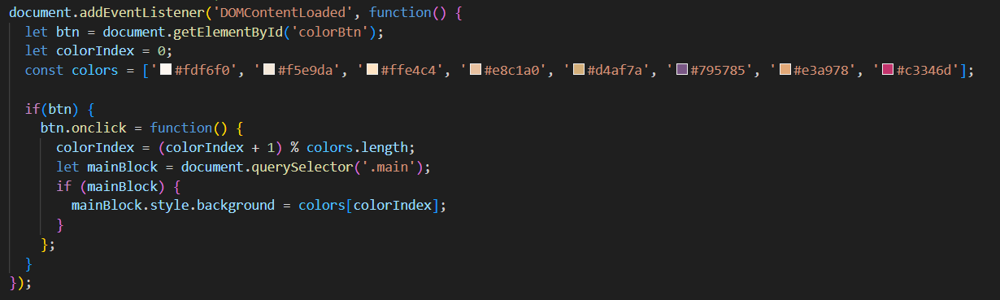 document.addEventListener('DOMContentLoaded', function() {
  let btn = document.getElementById('colorBtn');
  let colorIndex = 0;
  const colors = ['#fdf6f0', '#f5e9da', '#ffe4c4', '#e8c1a0', '#d4af7a', '#795785', '#e3a978', '#c3346d'];

  if(btn) {
    btn.onclick = function() {
      colorIndex = (colorIndex + 1) % colors.length;
      let mainBlock = document.querySelector('.main');
      if (mainBlock) {
        mainBlock.style.background = colors[colorIndex];
      }
    };
  }
});